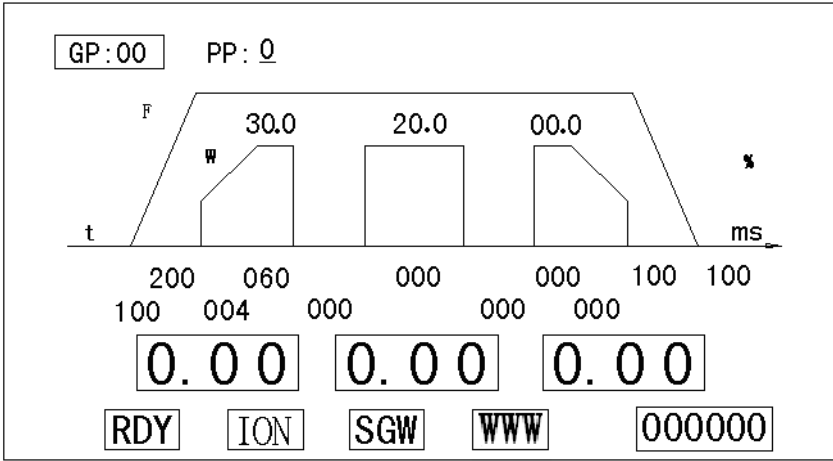 GP:00 PP: 0
F
30.0 20.0 00.0
W %
t ms
200 060 000 000 100 100
100 004 000 000 000
0.00 0.00 0.00
RDY ION SGW WWW 000000